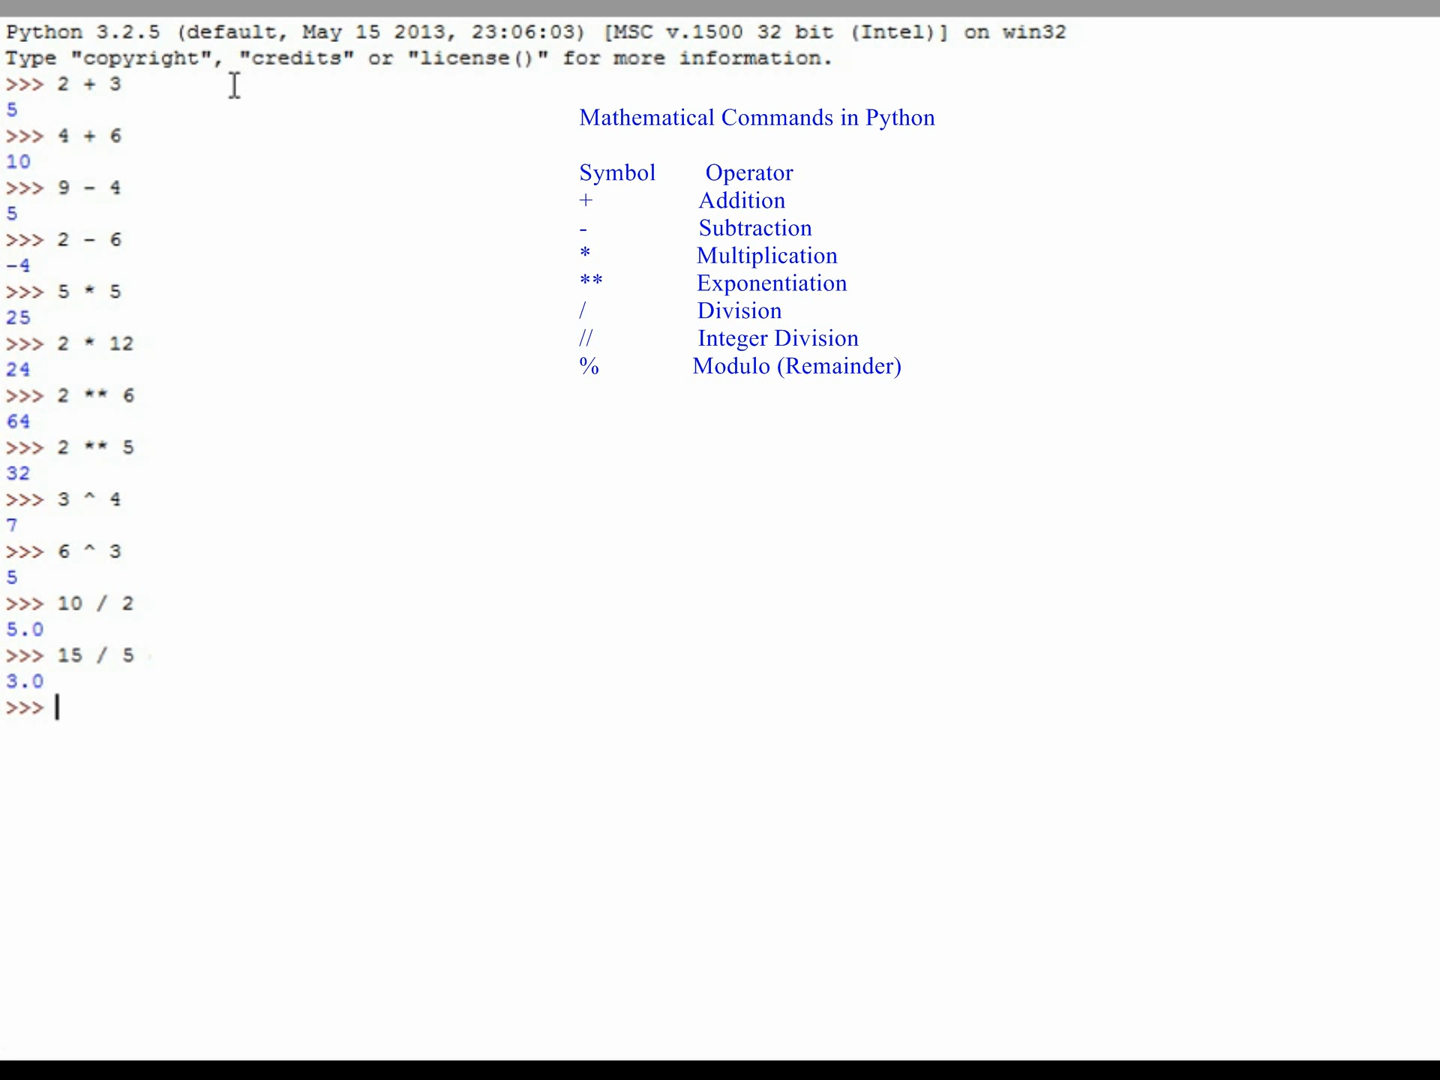 Python 3.2.5 (default, May 15 2013, 23:06:03) [MSC v.1500 32 bit (Intel)] on win32
Type "copyright", "credits" or "license()" for more information.
>>> 2 + 3
5
>>> 4 + 6
10
>>> 9 - 4
5
>>> 2 - 6
-4
>>> 5 * 5
25
>>> 2 * 12
24
>>> 2 ** 6
64
>>> 2 ** 5
32
>>> 3 ^ 4
7
>>> 6 ^ 3
5
>>> 10 / 2
5.0
>>> 15 / 5
3.0
>>>
Mathematical Commands in Python
Symbol Operator
+ Addition
- Subtraction
* Multiplication
** Exponentiation
/ Division
// Integer Division
% Modulo (Remainder)